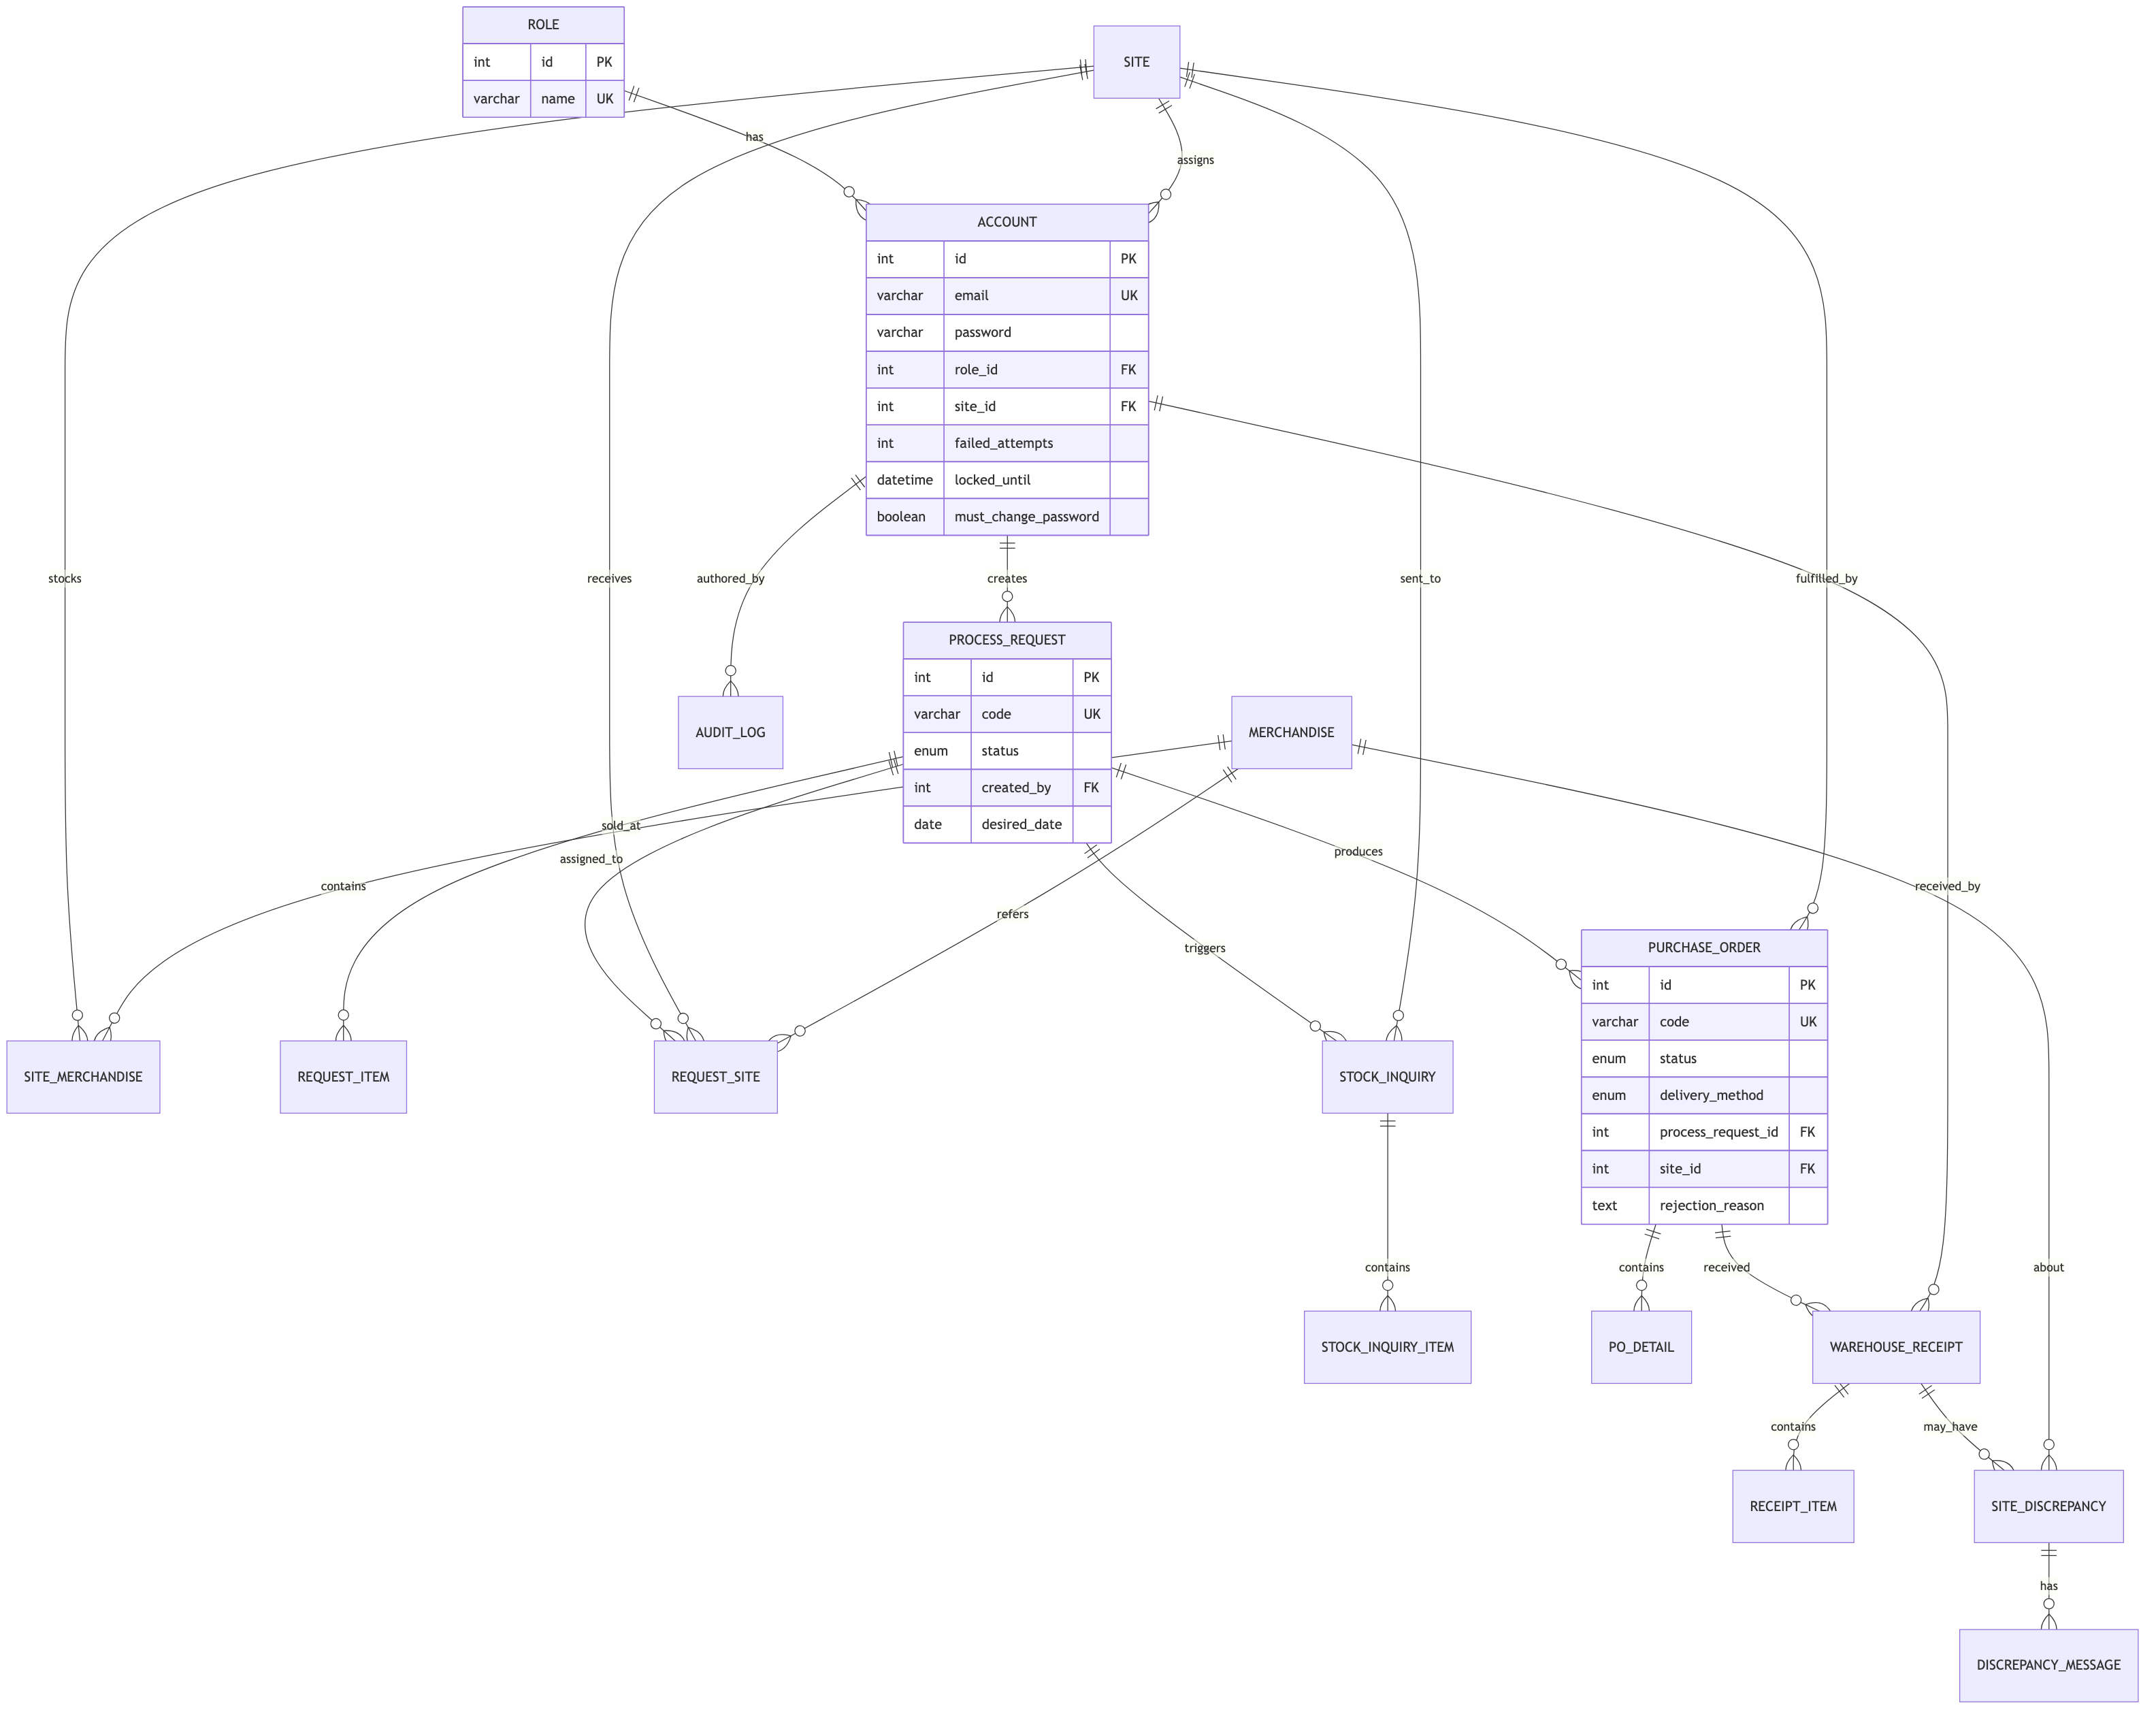 ROLE
int id PK
varchar name UK
SITE
has
assigns
ACCOUNT
int id PK
varchar email UK
varchar password
int role_id FK
int site_id FK
int failed_attempts
datetime locked_until
boolean must_change_password
stocks
receives
authored_by
creates
sent_to
fulfilled_by
PROCESS_REQUEST
int id PK
varchar code UK
enum status
int created_by FK
date desired_date
AUDIT_LOG
MERCHANDISE
sold_at
assigned_to
produces
contains
received_by
refers
triggers
PURCHASE_ORDER
int id PK
varchar code UK
enum status
enum delivery_method
int process_request_id FK
int site_id FK
text rejection_reason
SITE_MERCHANDISE
REQUEST_ITEM
REQUEST_SITE
STOCK_INQUIRY
contains
contains
received
about
STOCK_INQUIRY_ITEM
PO_DETAIL
WAREHOUSE_RECEIPT
contains
may_have
RECEIPT_ITEM
SITE_DISCREPANCY
has
DISCREPANCY_MESSAGE